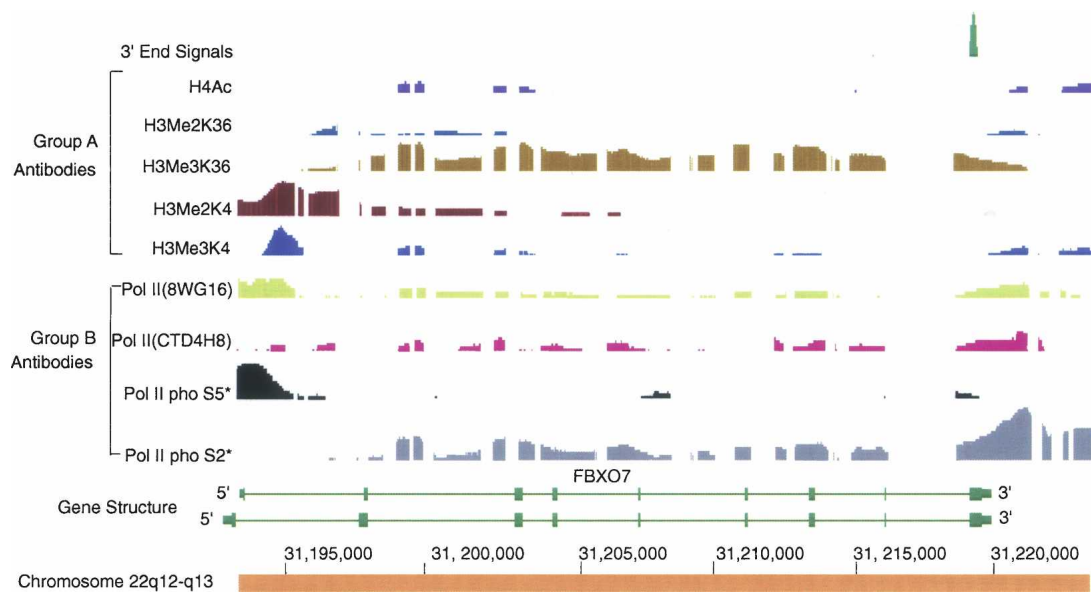 3' End Signals
H4Ac
H3Me2K36
Group A
Antibodies
H3Me3K36
H3Me2K4
H3Me3K4
Pol II(8WG16)
Group B
Antibodies
Pol II(CTD4H8)
Pol II pho S5*
Pol II pho S2*
FBXO7
5' 3'
Gene Structure
5' 3'
31,195,000 31,200,000 31,205,000 31,210,000 31,215,000 31,220,000
Chromosome 22q12-q13